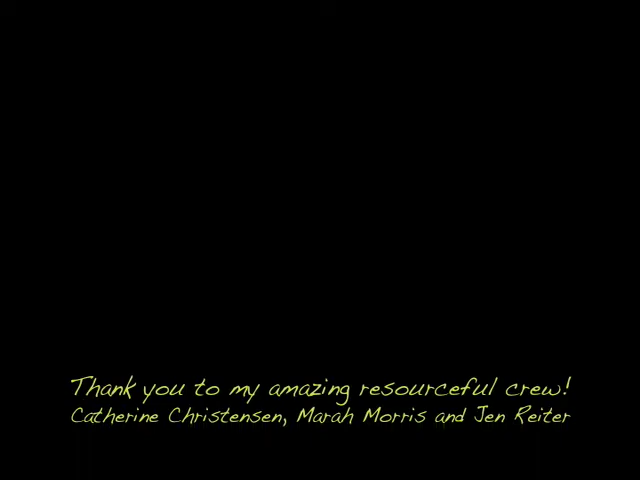 Thank you to my amazing resourceful crew!
Catherine Christensen, Marah Morris and Jen Reiter